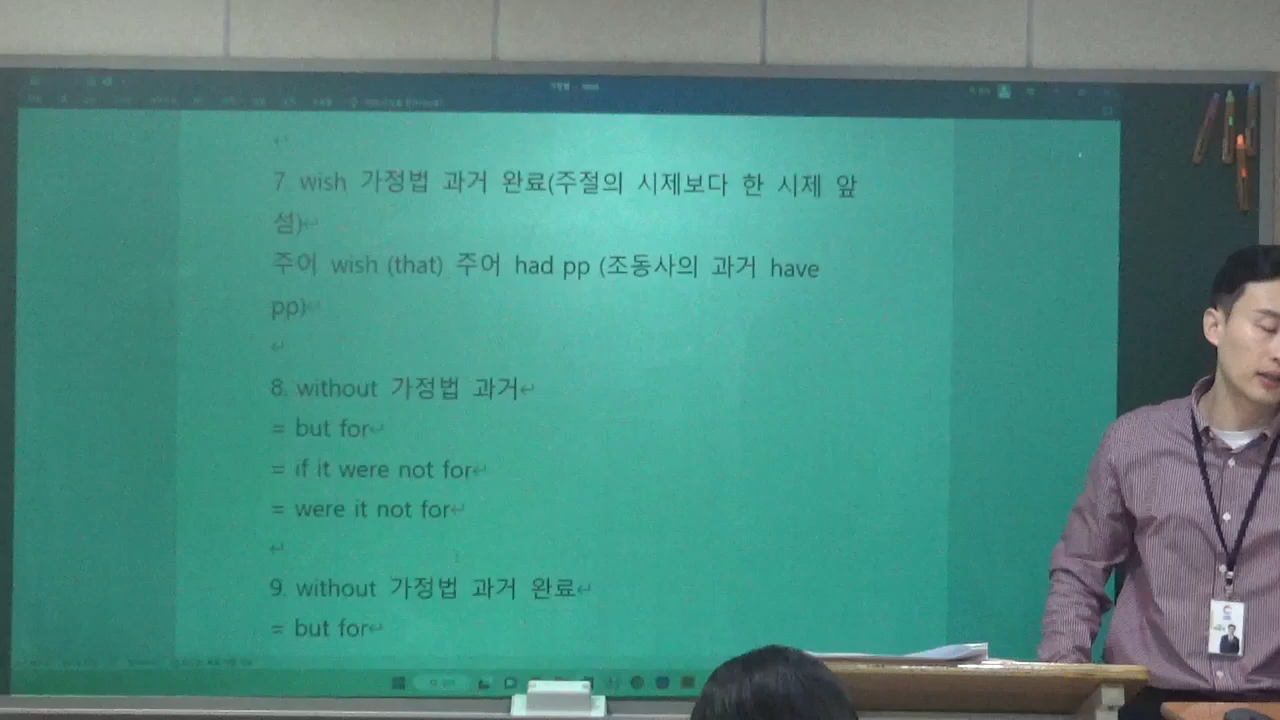 7 wish 가정법 과거 완료(주절의 시제보다 한 시제 앞
섬)↵
주어 wish (that) 주어 had pp (조동사의 과거 have
pp)↵
↵
8. without 가정법 과거↵
= but for↵
= if it were not for↵
= were it not for↵
↵
9. without 가정법 과거 완료↵
= but for↵